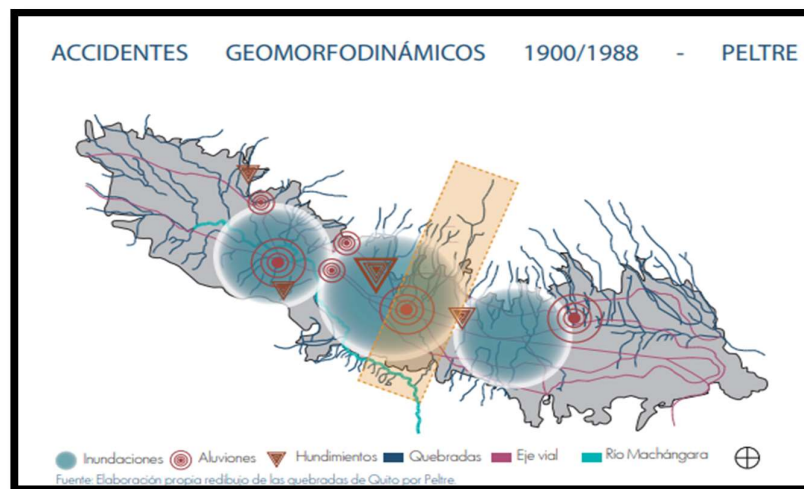 ACCIDENTES GEOMORFODINÁMICOS 1900/1988 - PELTRE
Inundaciones Aluviones Hundimientos Quebradas Eje vial Río Machángara
Fuente: Elaboración propia redibujo de las quebradas de Quito por Peltre.